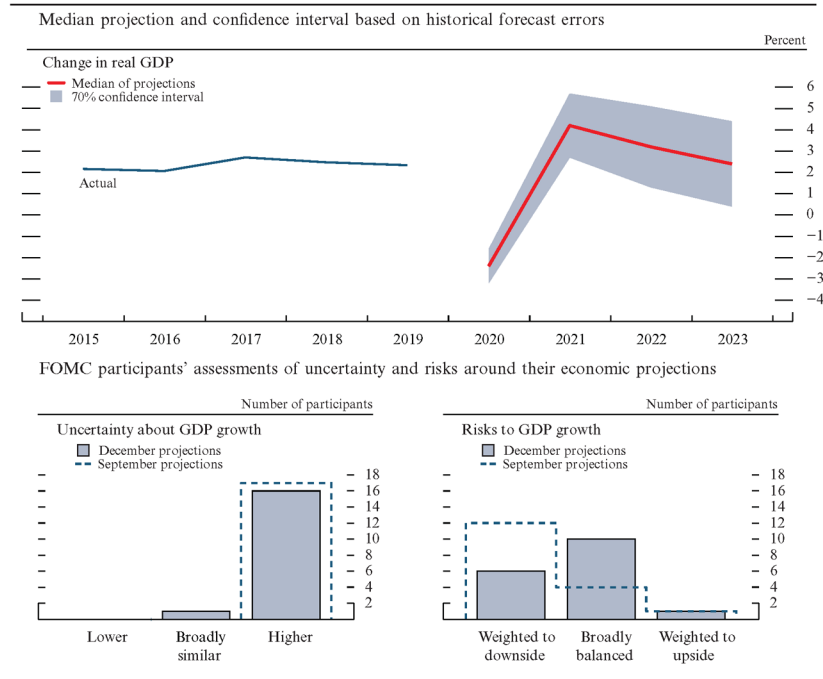 Median projection and confidence interval based on historical forecast errors
Percent
Change in real GDP
Median of projections
70% confidence interval
Actual
6
5
4
3
2
1
0
−1
−2
−3
−4
2015 2016 2017 2018 2019 2020 2021 2022 2023
FOMC participants’ assessments of uncertainty and risks around their economic projections
Number of participants
Uncertainty about GDP growth
December projections
September projections
18
16
14
12
10
8
6
4
2
Lower Broadly similar Higher
Number of participants
Risks to GDP growth
December projections
September projections
18
16
14
12
10
8
6
4
2
Weighted to downside Broadly balanced Weighted to upside